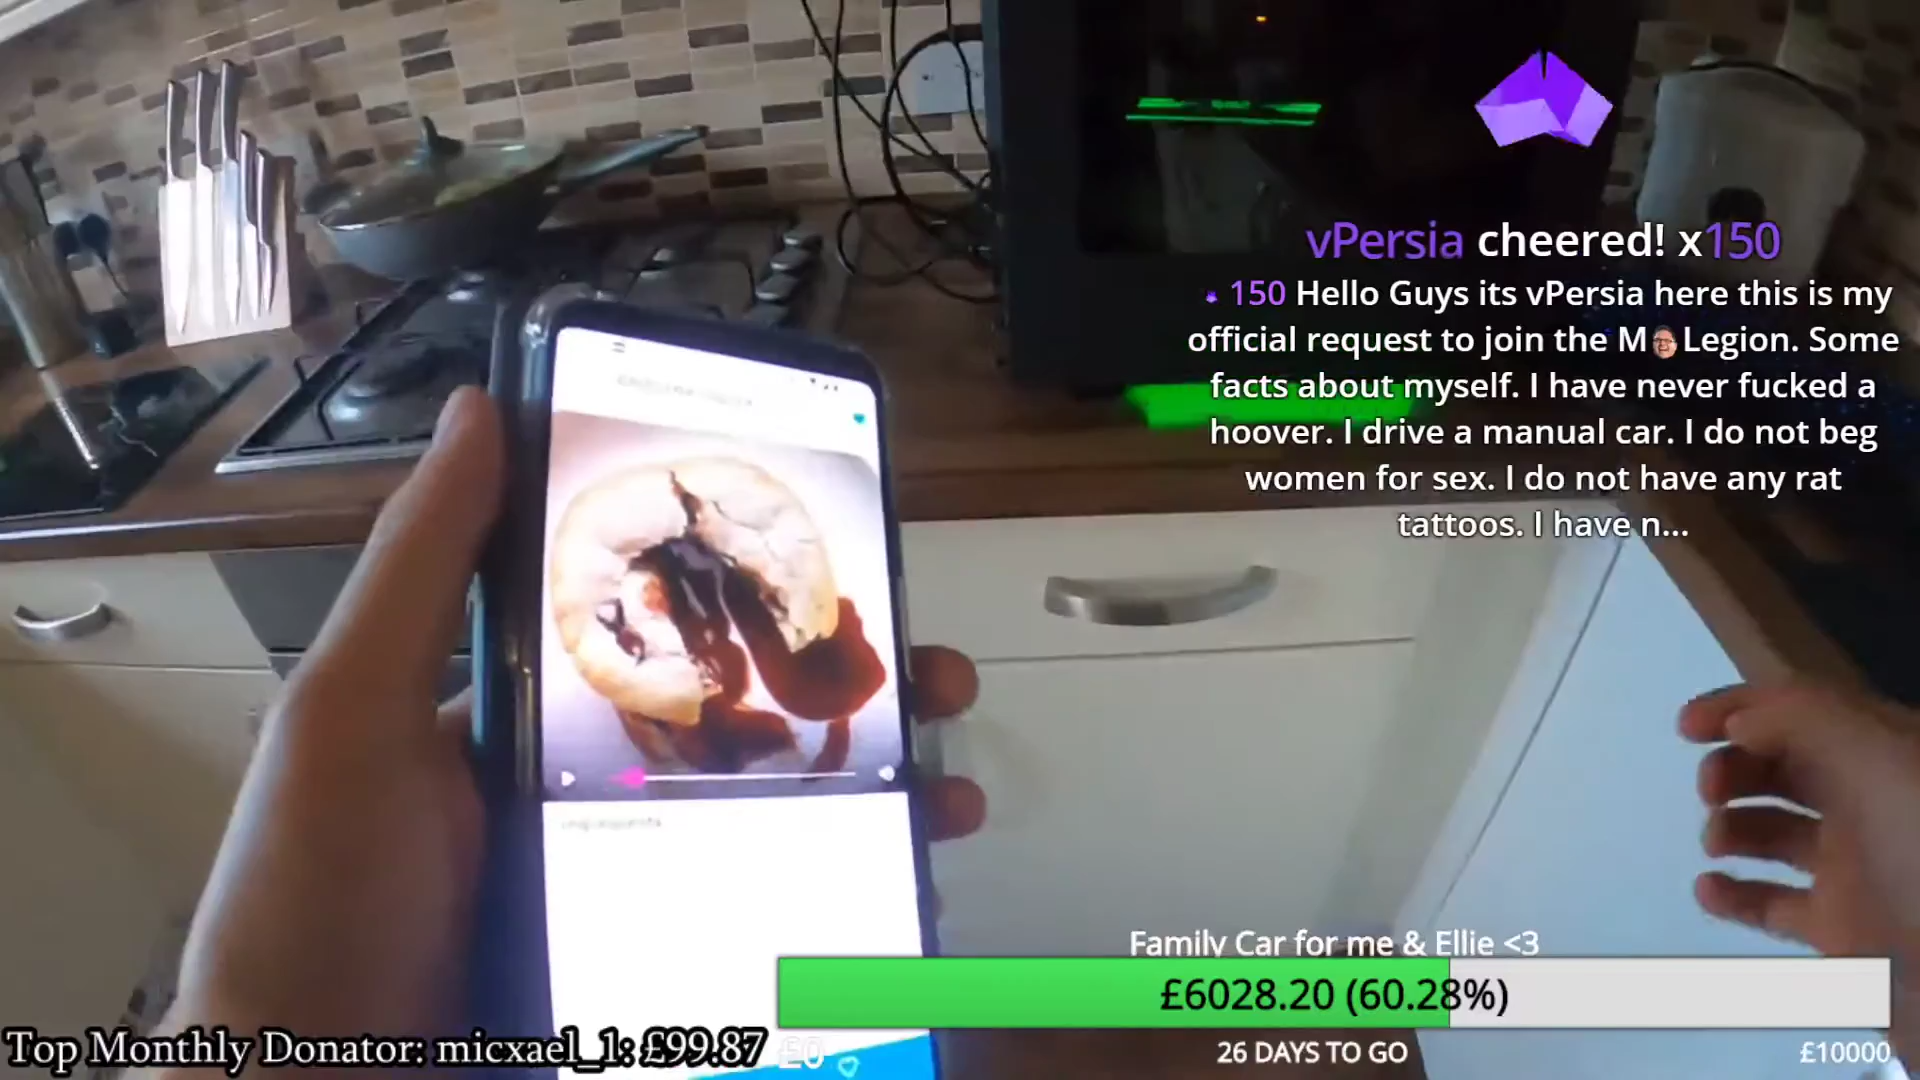 vPersia cheered! x150
150 Hello Guys its vPersia here this is my
official request to join the M Legion. Some
facts about myself. I have never fucked a
hoover. I drive a manual car. I do not beg
women for sex. I do not have any rat
tattoos. I have n...
Family Car for me & Ellie <3
£6028.20 (60.28%)
Top Monthly Donator: micxael_1: £99.87
£0
26 DAYS TO GO
£10000